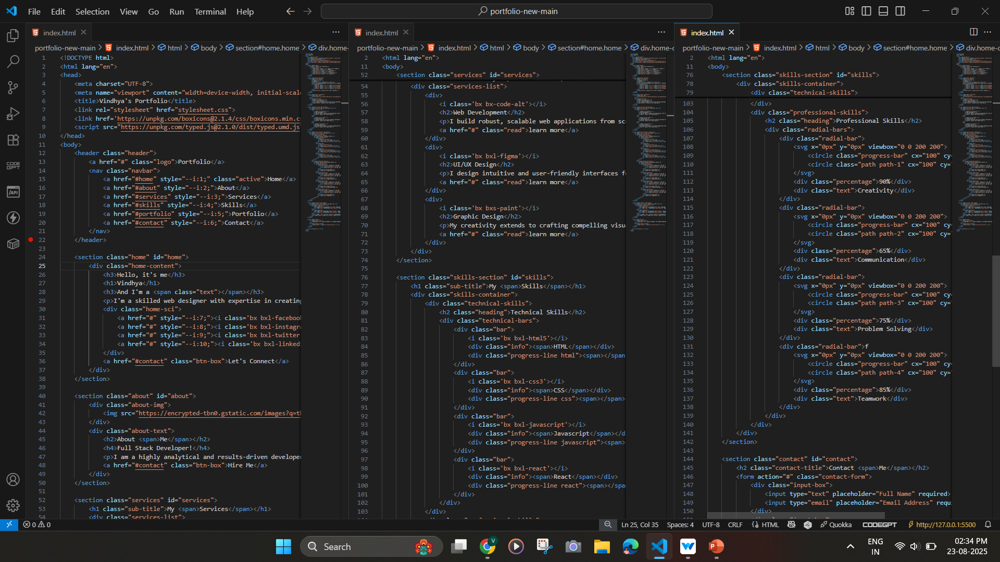 File Edit Selection View Go Run Terminal Help
portfolio-new-main
index.html
portfolio-new-main > index.html > html > body > section#home.home > div.home-
1 <!DOCTYPE html>
2 <html lang="en">
3 <head>
4 <meta charset="UTF-8">
5 <meta name="viewport" content="width=device-width, initial-scal
6 <title>Vindhya's Portfolio</title>
7 <link rel="stylesheet" href="stylesheet.css">
8 <link href='https://unpkg.com/boxicons@2.1.4/css/boxicons.min.cs
9 <script src="https://unpkg.com/typed.js@2.1.0/dist/typed.umd.js
10 </head>
11 <body>
12 <header class="header">
13 <a href="#" class="logo">Portfolio</a>
14 <nav class="navbar">
15 <a href="#home" style="--i:1;" class="active">Home</a>
16 <a href="#about" style="--i:2;">About</a>
17 <a href="#services" style="--i:3;">Services</a>
18 <a href="#skills" style="--i:4;">Skills</a>
19 <a href="#portfolio" style="--i:5;">Portfolio</a>
20 <a href="#contact" style="--i:6;">Contact</a>
21 </nav>
22 </header>
23
24 <section class="home" id="home">
25 <div class="home-content">
26 <h3>Hello, it's me</h3>
27 <h1>Vindhya</h1>
28 <h3>And I'm a <span class="text"></span></h3>
29 <p>I'm a skilled web designer with expertise in creating
30 <div class="home-sci">
31 <a href="#" style="--i:7;"><i class='bx bxl-facebook
32 <a href="#" style="--i:8;"><i class='bx bxl-instagra
33 <a href="#" style="--i:9;"><i class='bx bxl-twitter
34 <a href="#" style="--i:10;"><i class='bx bxl-linkedi
35 </div>
36 <a href="#contact" class="btn-box">Let's Connect</a>
37 </div>
38 </section>
39
40 <section class="about" id="about">
41 <div class="about-img">
42 <img src="https://encrypted-tbn0.gstatic.com/images?q=t
43 </div>
44 <div class="about-text">
45 <h2>About <span>Me</span></h2>
46 <h4>Full Stack Developer!</h4>
47 <p>I am a highly analytical and results-driven develope
48 <a href="#contact" class="btn-box">Hire Me</a>
49 </div>
50 </section>
51
52 <section class="services" id="services">
53 <h1 class="sub-title">My <span>Services</span></h1>
54 <div class="services-list">
index.html
portfolio-new-main > index.html > html > body > section#home.home > div.home-c
2 <html lang="en">
11 <body>
52 <section class="services" id="services">
54 <div class="services-list">
55 <div>
56 <i class='bx bx-code-alt'></i>
57 <h2>Web Development</h2>
58 <p>I build robust, scalable web applications from scr
59 <a href="#" class="read">learn more</a>
60 </div>
61 <div>
62 <i class='bx bxl-figma'></i>
63 <h2>UI/UX Design</h2>
64 <p>I design intuitive and user-friendly interfaces f
65 <a href="#" class="read">learn more</a>
66 </div>
67 <div>
68 <i class='bx bxs-paint'></i>
69 <h2>Graphic Design</h2>
70 <p>My creativity extends to crafting compelling visu
71 <a href="#" class="read">learn more</a>
72 </div>
73 </div>
74 </section>
75
76 <section class="skills-section" id="skills">
77 <h1 class="sub-title">My <span>Skills</span></h1>
78 <div class="skills-container">
79 <div class="technical-skills">
80 <h2 class="heading">Technical Skills</h2>
81 <div class="technical-bars">
82 <div class="bar">
83 <i class='bx bxl-html5'></i>
84 <div class="info"><span>HTML</span></div>
85 <div class="progress-line html"><span></span
86 </div>
87 <div class="bar">
88 <i class='bx bxl-css3'></i>
89 <div class="info"><span>CSS</span></div>
90 <div class="progress-line css"><span></span>
91 </div>
92 <div class="bar">
93 <i class='bx bxl-javascript'></i>
94 <div class="info"><span>Javascript</span></d
95 <div class="progress-line javascript"><span>
96 </div>
97 <div class="bar">
98 <i class='bx bxl-react'></i>
99 <div class="info"><span>React</span></div>
100 <div class="progress-line react"><span></spa
101 </div>
102 </div>
103 </div>
index.html
portfolio-new-main > index.html > html > body > section#home.home > div.home-c
2 <html lang="en">
11 <body>
76 <section class="skills-section" id="skills">
78 <div class="skills-container">
79 <div class="technical-skills">
103 </div>
104 <div class="professional-skills">
105 <h2 class="heading">Professional Skills</h2>
106 <div class="radial-bars">
107 <div class="radial-bar">
108 <svg x="0px" y="0px" viewbox="0 0 200 200">
109 <circle class="progress-bar" cx="100" cy=
110 <circle class="path path-1" cx="100" cy=
111 </svg>
112 <div class="percentage">90%</div>
113 <div class="text">Creativity</div>
114 </div>
115 <div class="radial-bar">
116 <svg x="0px" y="0px" viewbox="0 0 200 200">
117 <circle class="progress-bar" cx="100" cy=
118 <circle class="path path-2" cx="100" cy=
119 </svg>
120 <div class="percentage">65%</div>
121 <div class="text">Communication</div>
122 </div>
123 <div class="radial-bar">
124 <svg x="0px" y="0px" viewbox="0 0 200 200">
125 <circle class="progress-bar" cx="100" cy=
126 <circle class="path path-3" cx="100" cy=
127 </svg>
128 <div class="percentage">75%</div>
129 <div class="text">Problem Solving</div>
130 </div>
131 <div class="radial-bar">f
132 <svg x="0px" y="0px" viewbox="0 0 200 200">
133 <circle class="progress-bar" cx="100" cy=
134 <circle class="path path-4" cx="100" cy=
135 </svg>
136 <div class="percentage">85%</div>
137 <div class="text">Teamwork</div>
138 </div>
139 </div>
140 </div>
141 </div>
142 </section>
143
144 <section class="contact" id="contact">
145 <h2 class="contact-title">Contact <span>Me</span></h2>
146 <form action="#" class="contact-form">
147 <div class="input-box">
148 <input type="text" placeholder="Full Name" required>
149 <input type="email" placeholder="Email Address" requ
150 </div>
CODE GPT
/API
0 0
Ln 25, Col 35 Spaces: 4 UTF-8 CRLF {} HTML Quokka CODEGPT http://127.0.0.1:5500
Search
V
ENG
IN
02:34 PM
23-08-2025